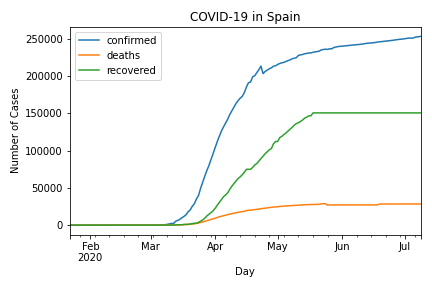 COVID-19 in Spain
confirmed
deaths
recovered
Number of Cases
250000
200000
150000
100000
50000
0
Feb Mar Apr May Jun Jul
2020
Day